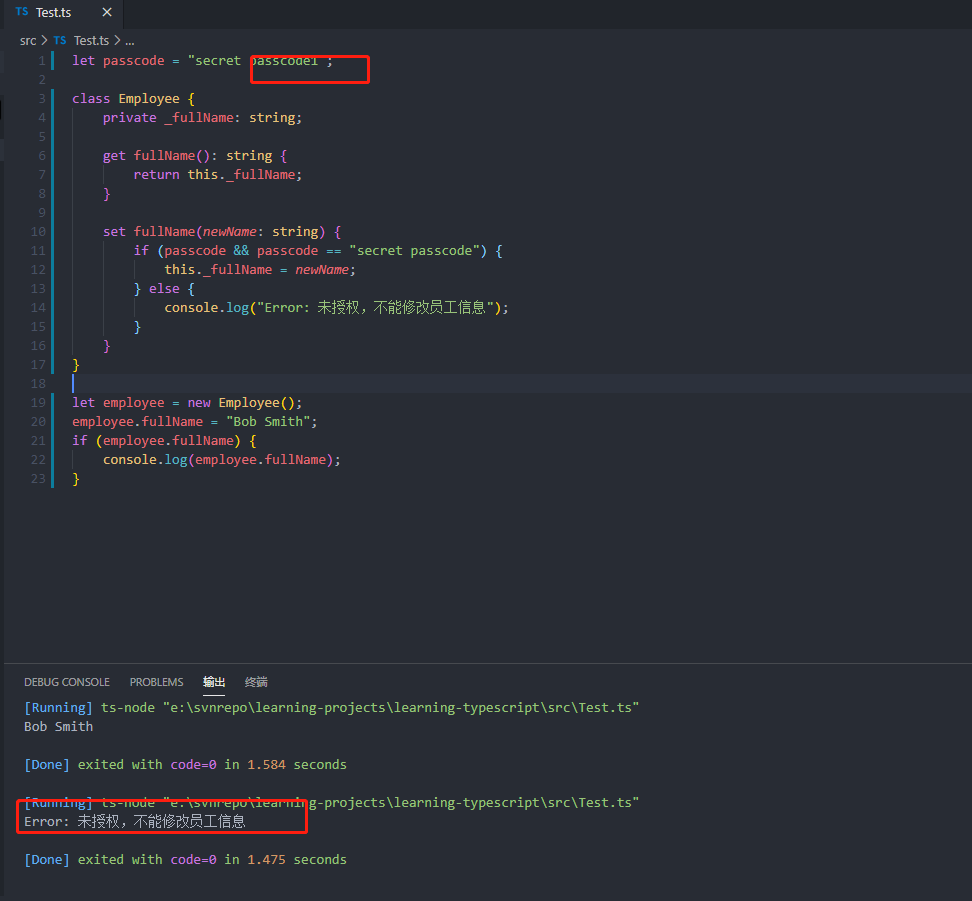 TS Test.ts ×
src > TS Test.ts > ...
1 let passcode = "secret passcode1";
2
3 class Employee {
4 private _fullName: string;
5
6 get fullName(): string {
7 return this._fullName;
8 }
9
10 set fullName(newName: string) {
11 if (passcode && passcode == "secret passcode") {
12 this._fullName = newName;
13 } else {
14 console.log("Error: 未授权，不能修改员工信息");
15 }
16 }
17 }
18
19 let employee = new Employee();
20 employee.fullName = "Bob Smith";
21 if (employee.fullName) {
22 console.log(employee.fullName);
23 }
DEBUG CONSOLE PROBLEMS 输出 终端
[Running] ts-node "e:\svnrepo\learning-projects\learning-typescript\src\Test.ts"
Bob Smith
[Done] exited with code=0 in 1.584 seconds
[Running] ts-node "e:\svnrepo\learning-projects\learning-typescript\src\Test.ts"
Error: 未授权，不能修改员工信息
[Done] exited with code=0 in 1.475 seconds